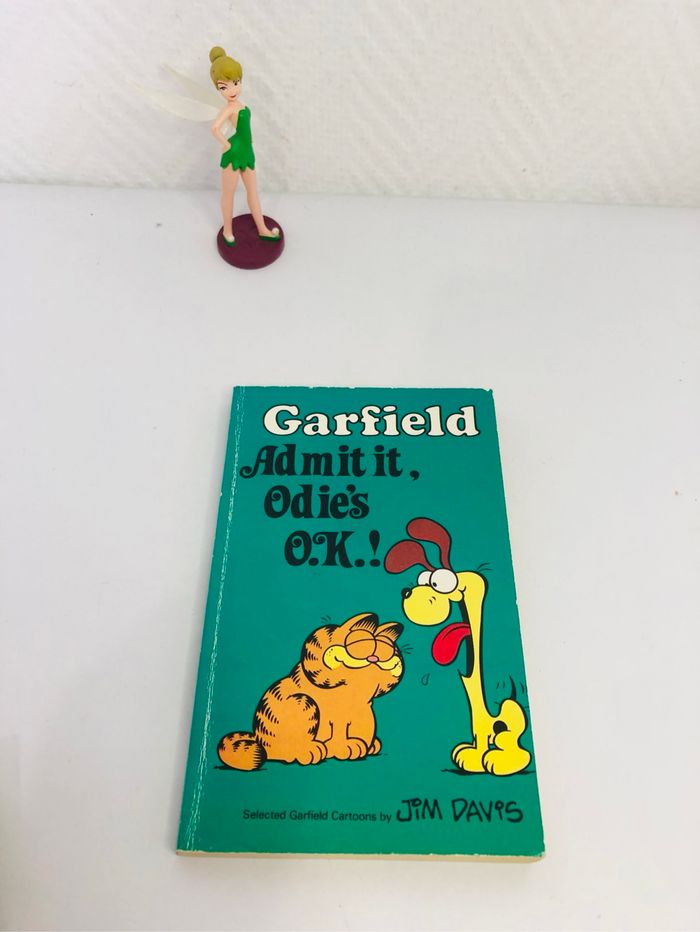 Garfield
Admit it,
Odie's
O.K.!
Selected Garfield Cartoons by JIM DAVIS